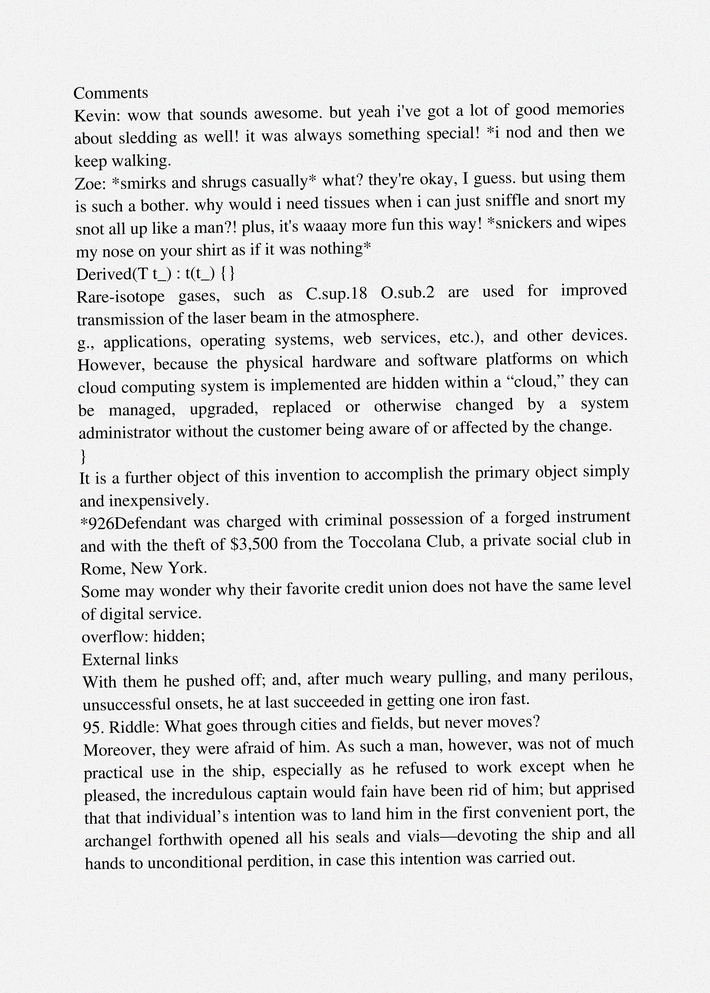 Comments
Kevin: wow that sounds awesome. but yeah i've got a lot of good memories
about sledding as well! it was always something special! *i nod and then we
keep walking.
Zoe: *smirks and shrugs casually* what? they're okay, I guess. but using them
is such a bother. why would i need tissues when i can just sniffle and snort my
snot all up like a man?! plus, it's waaay more fun this way! *snickers and wipes
my nose on your shirt as if it was nothing*
Derived(T t_) : t(t_) { }
Rare-isotope gases, such as C.sup.18 O.sub.2 are used for improved
transmission of the laser beam in the atmosphere.
g., applications, operating systems, web services, etc.), and other devices.
However, because the physical hardware and software platforms on which
cloud computing system is implemented are hidden within a “cloud,” they can
be managed, upgraded, replaced or otherwise changed by a system
administrator without the customer being aware of or affected by the change.
}
It is a further object of this invention to accomplish the primary object simply
and inexpensively.
*926Defendant was charged with criminal possession of a forged instrument
and with the theft of $3,500 from the Toccolana Club, a private social club in
Rome, New York.
Some may wonder why their favorite credit union does not have the same level
of digital service.
overflow: hidden;
External links
With them he pushed off; and, after much weary pulling, and many perilous,
unsuccessful onsets, he at last succeeded in getting one iron fast.
95. Riddle: What goes through cities and fields, but never moves?
Moreover, they were afraid of him. As such a man, however, was not of much
practical use in the ship, especially as he refused to work except when he
pleased, the incredulous captain would fain have been rid of him; but apprised
that that individual’s intention was to land him in the first convenient port, the
archangel forthwith opened all his seals and vials—devoting the ship and all
hands to unconditional perdition, in case this intention was carried out.